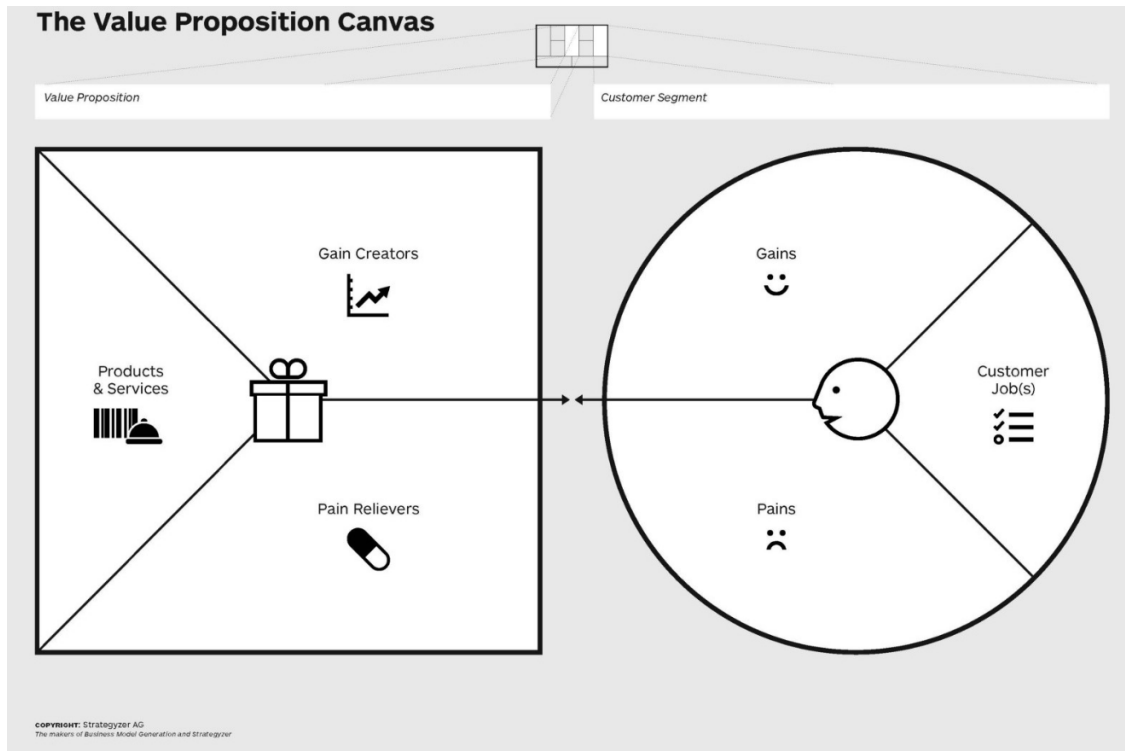 The Value Proposition Canvas
Value Proposition
Customer Segment
Gain Creators
Gains
Products
& Services
Customer
Job(s)
Pain Relievers
Pains
COPYRIGHT: Strategyzer AG
The makers of Business Model Generation and Strategyzer